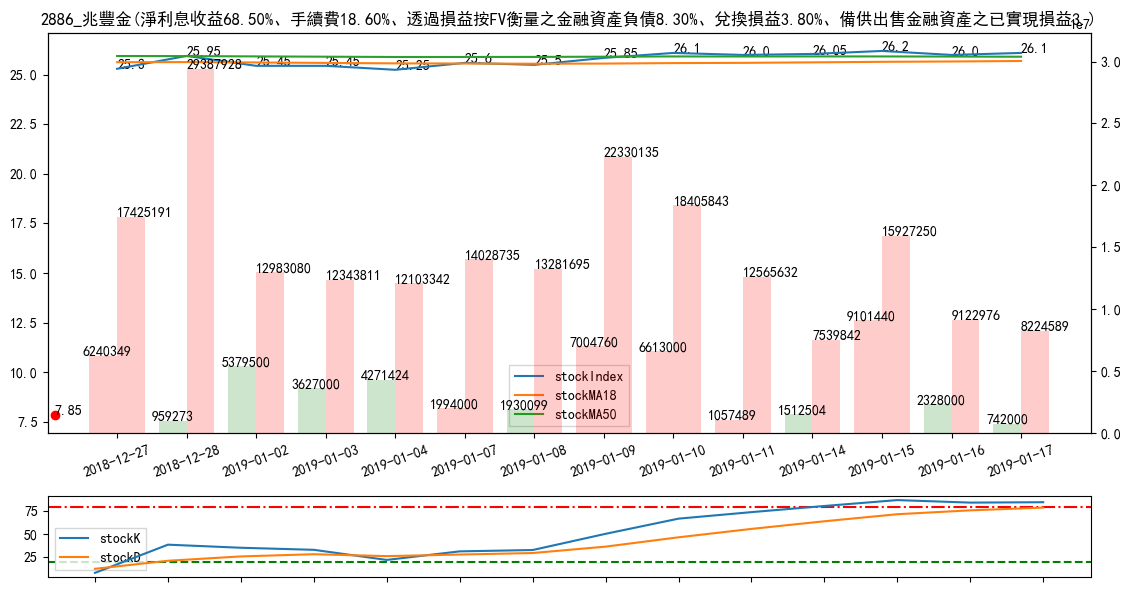 2886_兆豐金(淨利息收益68.50%、手續費18.60%、透過損益按FV衡量之金融資產負債8.30%、兌換損益3.80%、備供出售金融資產之已實現損益3.)
1e7
25.3 25.95 25.45 25.45 25.25 25.6 25.5 25.85 26.1 26.0 26.05 26.2 26.0 26.1
25.0 22.5 20.0 17.5 15.0 12.5 10.0 7.5
3.0 2.5 2.0 1.5 1.0 0.5 0.0
17425191 29387928 12983080 12343811 12103342 14028735 13281695 22330135 18405843 12565632 7539842 15927250 9122976 8224589
6240349 959273 5379500 3627000 4271424 1994000 1930099 7004760 6613000 1057489 1512504 9101440 2328000 742000
7.85
stockIndex
stockMA18
stockMA50
2018-12-27 2018-12-28 2019-01-02 2019-01-03 2019-01-04 2019-01-07 2019-01-08 2019-01-09 2019-01-10 2019-01-11 2019-01-14 2019-01-15 2019-01-16 2019-01-17
75
50
25
stockK
stockD